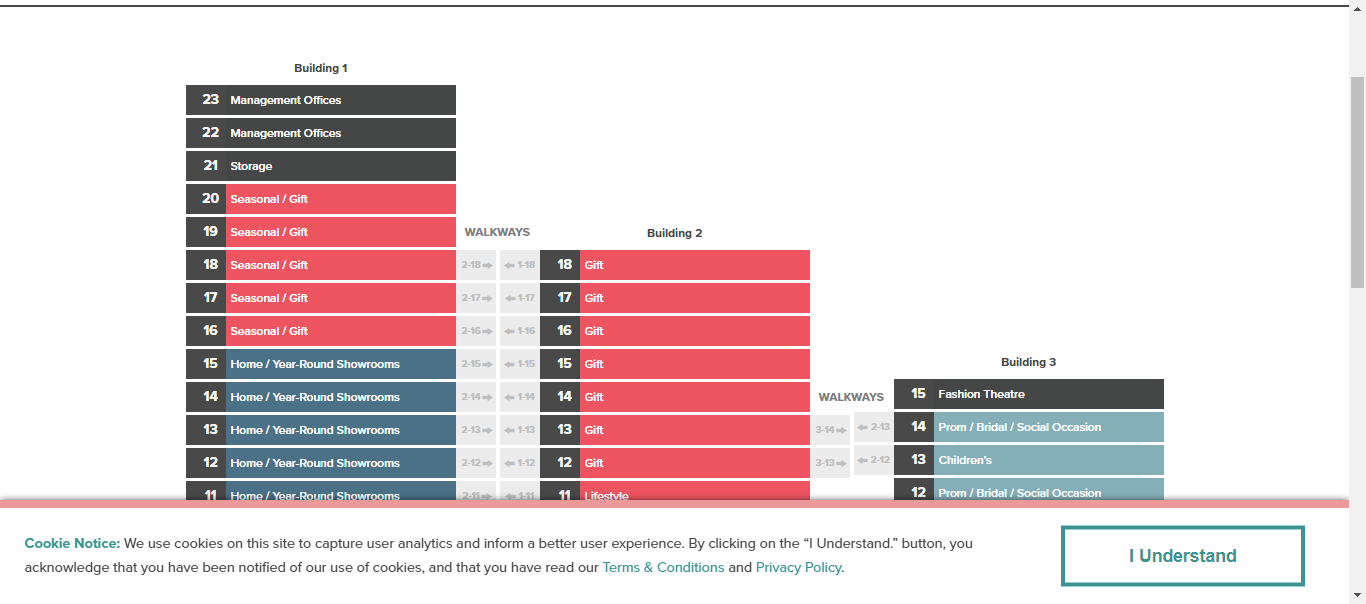 Building 1
23 Management Offices
22 Management Offices
21 Storage
20 Seasonal / Gift
19 Seasonal / Gift WALKWAYS Building 2
18 Seasonal / Gift 2-18 1-18 18 Gift
17 Seasonal / Gift 2-17 1-17 17 Gift
16 Seasonal / Gift 2-16 1-16 16 Gift
Building 3
15 Home / Year-Round Showrooms 2-15 1-15 15 Gift
14 Home / Year-Round Showrooms 2-14 1-14 14 Gift WALKWAYS 15 Fashion Theatre
13 Home / Year-Round Showrooms 2-13 1-13 13 Gift 3-14 2-13 14 Prom / Bridal / Social Occasion
12 Home / Year-Round Showrooms 2-12 1-12 12 Gift 3-13 2-12 13 Children's
11 Home / Year-Round Showrooms 2-11 1-11 11 Lifestyle 12 Prom / Bridal / Social Occasion
Cookie Notice: We use cookies on this site to capture user analytics and inform a better user experience. By clicking on the “I Understand.” button, you
acknowledge that you have been notified of our use of cookies, and that you have read our Terms & Conditions and Privacy Policy.
I Understand